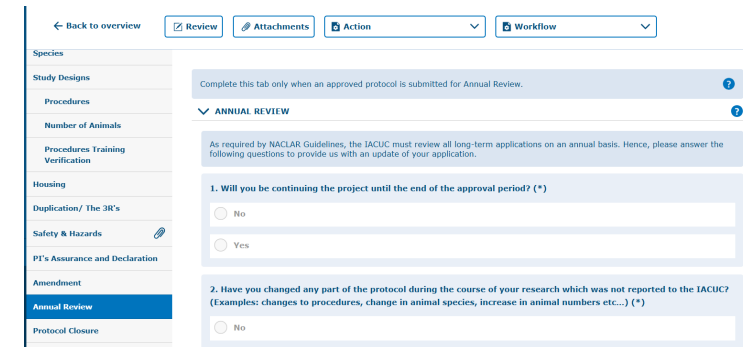 ← Back to overview
Review
Attachments
Action
Workflow
Species
Study Designs
Procedures
Number of Animals
Procedures Training
Verification
Housing
Duplication/ The 3R's
Safety & Hazards
PI's Assurance and Declaration
Amendment
Annual Review
Protocol Closure
Complete this tab only when an approved protocol is submitted for Annual Review.
?
ANNUAL REVIEW
?
As required by NACLAR Guidelines, the IACUC must review all long-term applications on an annual basis. Hence, please answer the
following questions to provide us with an update of your application.
1. Will you be continuing the project until the end of the approval period? (*)
No
Yes
2. Have you changed any part of the protocol during the course of your research which was not reported to the IACUC?
(Examples: changes to procedures, change in animal species, increase in animal numbers etc...) (*)
No